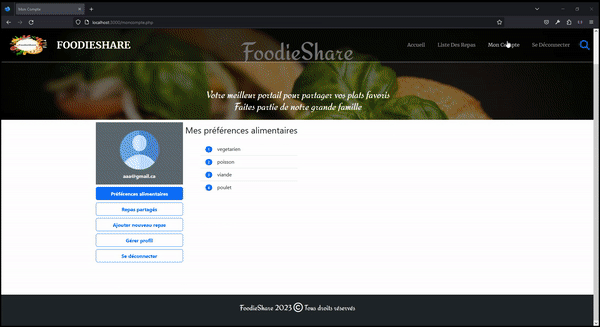 Mon Compte
localhost:3000/moncompte.php
FOODIESHARE
Accueil
Liste Des Repas
Mon Compte
Se Déconnecter
FoodieShare
Votre meilleur portail pour partager vos plats favoris
Faites partie de notre grande famille
aaa@gmail.ca
Préférences alimentaires
Repas partagés
Ajouter nouveau repas
Gérer profil
Se déconnecter
Mes préférences alimentaires
1 vegetarien
2 poisson
3 viande
4 poulet
FoodieShare 2023 © Tous droits réservés